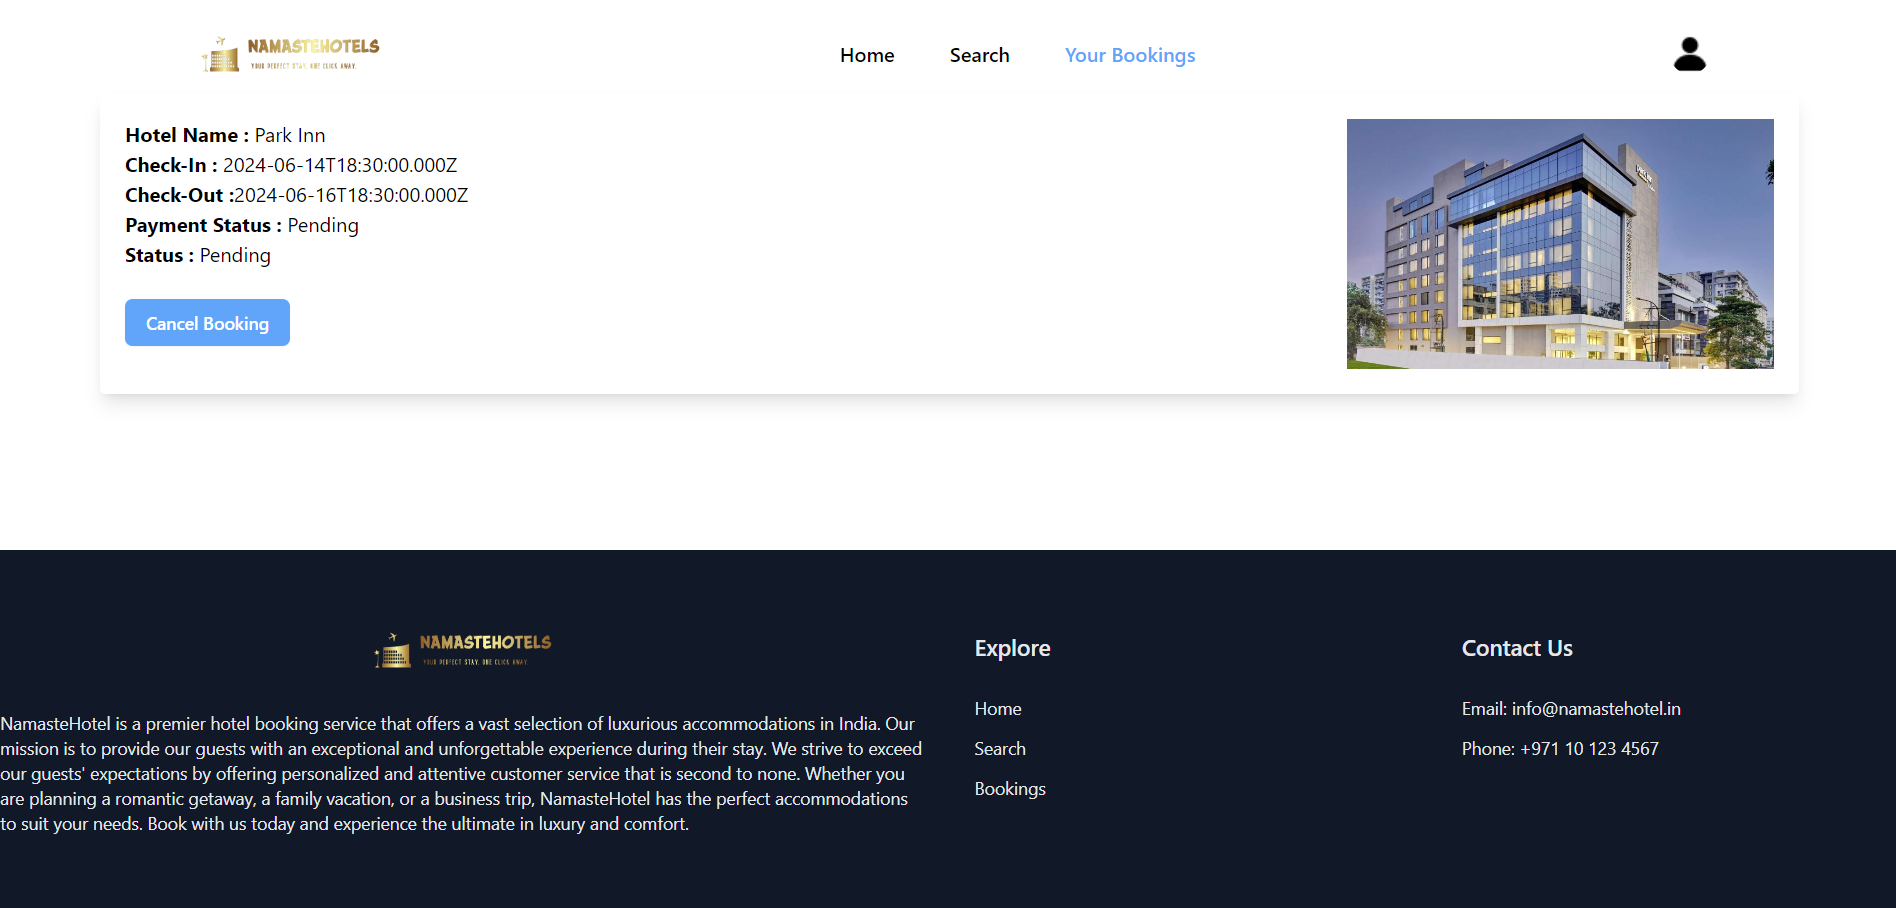 NAMASTEHOTELS
YOUR PERFECT STAY, ONE CLICK AWAY.
Home
Search
Your Bookings
Hotel Name : Park Inn
Check-In : 2024-06-14T18:30:00.000Z
Check-Out :2024-06-16T18:30:00.000Z
Payment Status : Pending
Status : Pending
Cancel Booking
NAMASTEHOTELS
YOUR PERFECT STAY, ONE CLICK AWAY.
NamasteHotel is a premier hotel booking service that offers a vast selection of luxurious accommodations in India. Our
mission is to provide our guests with an exceptional and unforgettable experience during their stay. We strive to exceed
our guests' expectations by offering personalized and attentive customer service that is second to none. Whether you
are planning a romantic getaway, a family vacation, or a business trip, NamasteHotel has the perfect accommodations
to suit your needs. Book with us today and experience the ultimate in luxury and comfort.
Explore
Home
Search
Bookings
Contact Us
Email: info@namastehotel.in
Phone: +971 10 123 4567